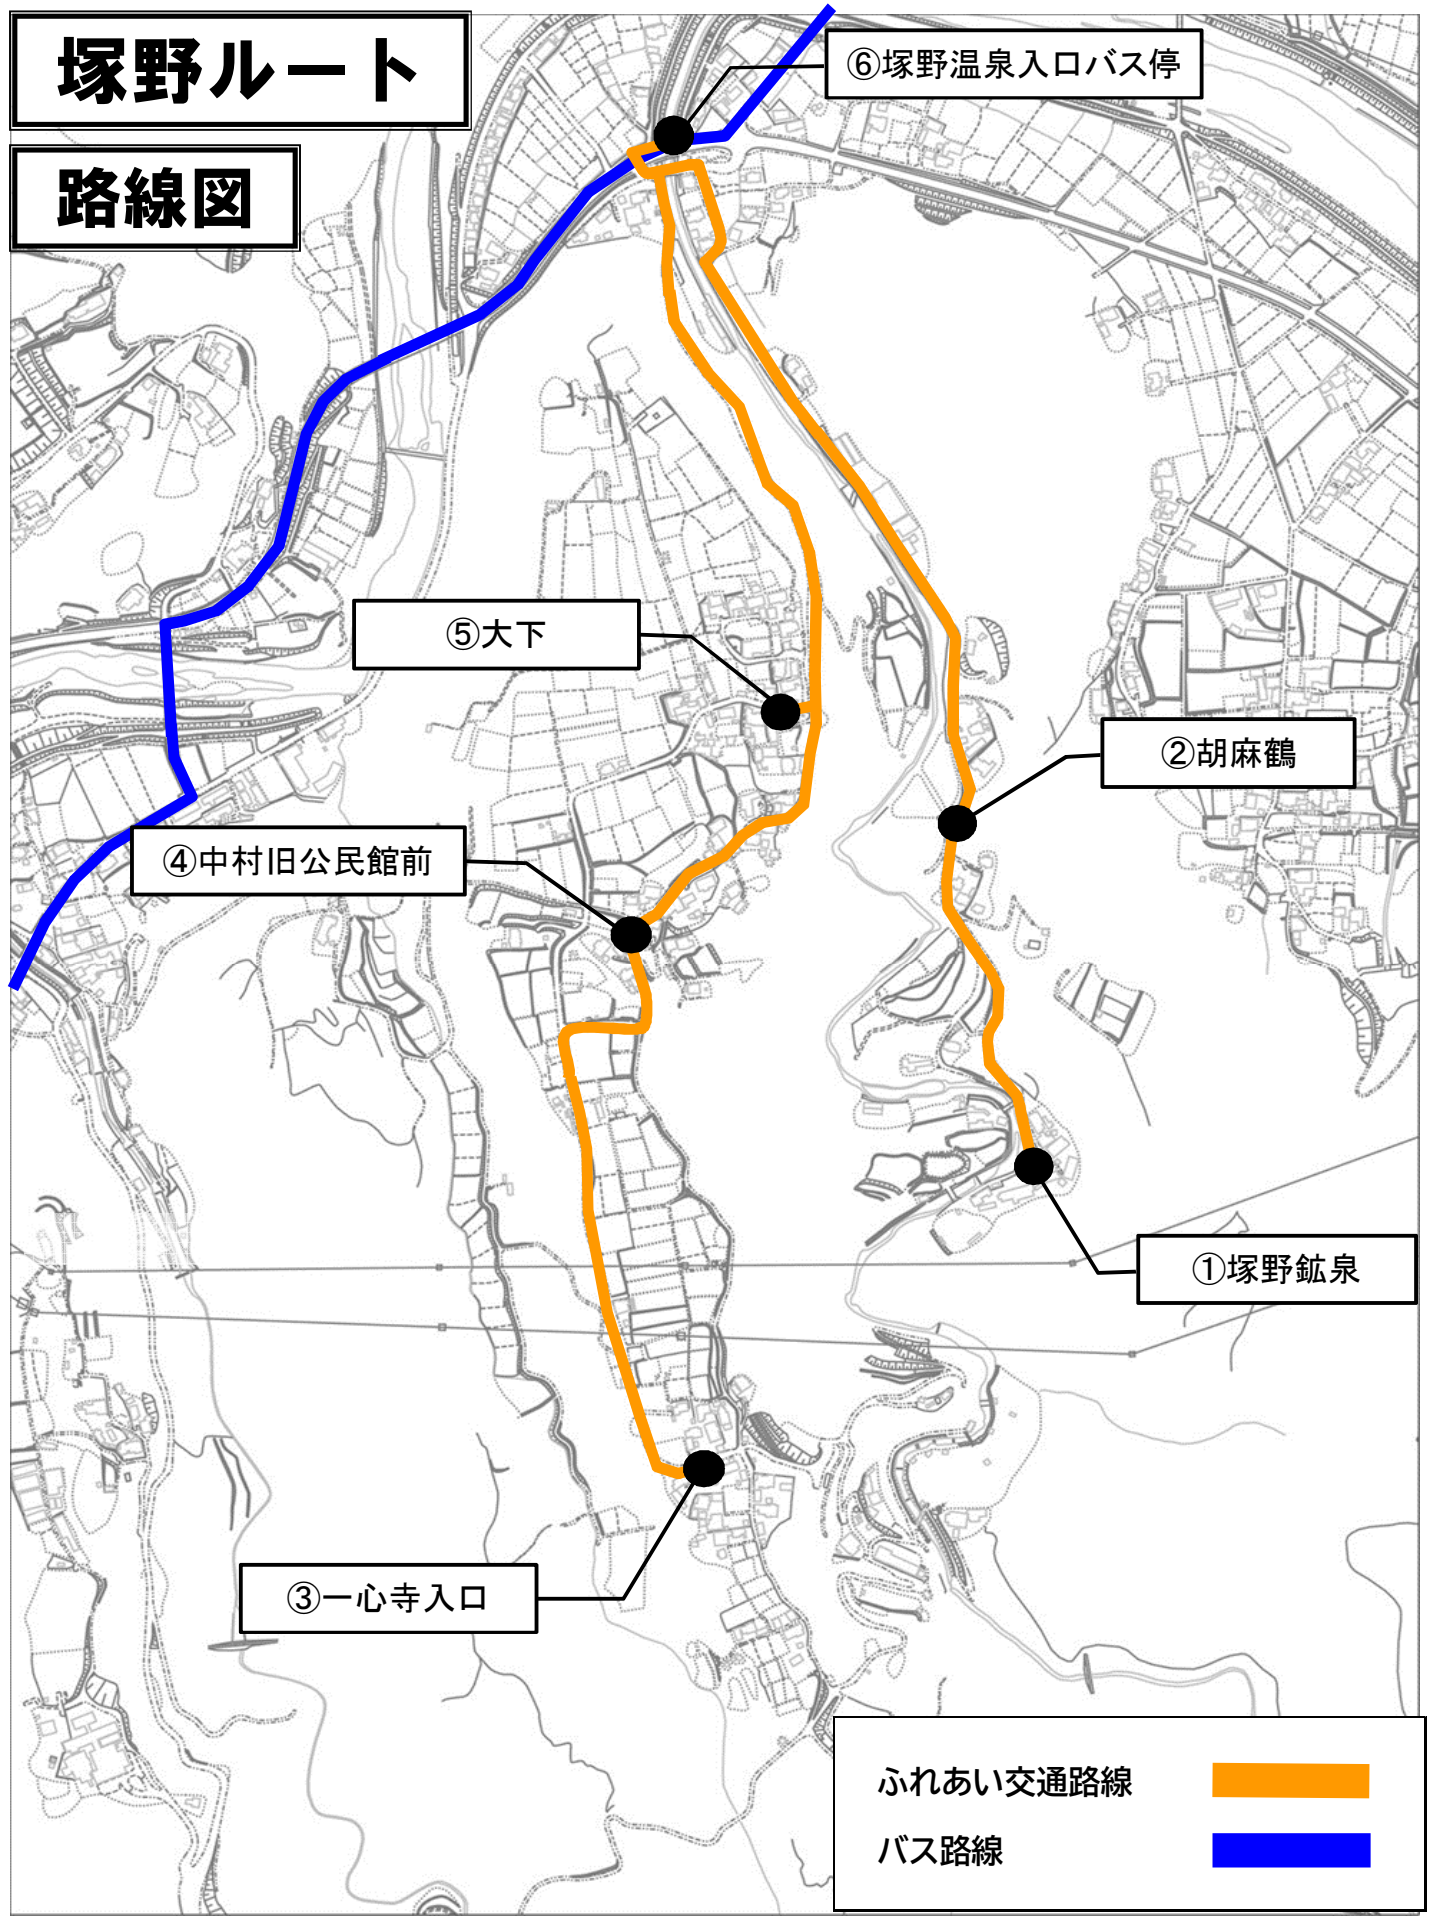 塚野ルート
路線図
⑥塚野温泉入口バス停
⑤大下
②胡麻鶴
④中村旧公民館前
①塚野鉱泉
③一心寺入口
ふれあい交通路線
バス路線